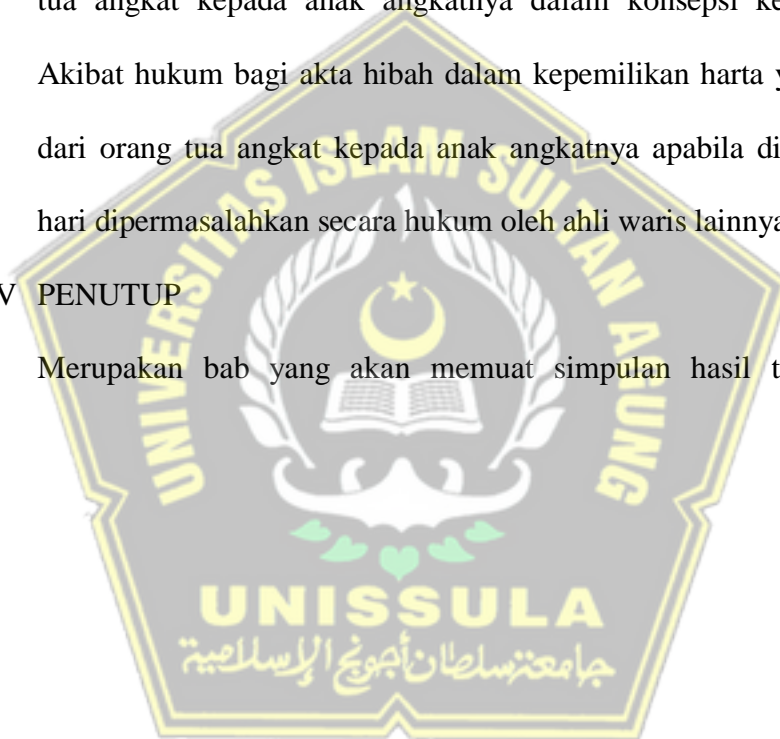 tua angkat kepada anak angkatnya dalam konsepsi ke
Akibat hukum bagi akta hibah dalam kepemilikan harta y
dari orang tua angkat kepada anak angkatnya apabila di
hari dipermasalahkan secara hukum oleh ahli waris lainnya
V PENUTUP
Merupakan bab yang akan memuat simpulan hasil t
UNIVERSITAS ISLAM SULTAN AGUNG
UNISSULA
جامعة سلطان أجونج الإسلامية